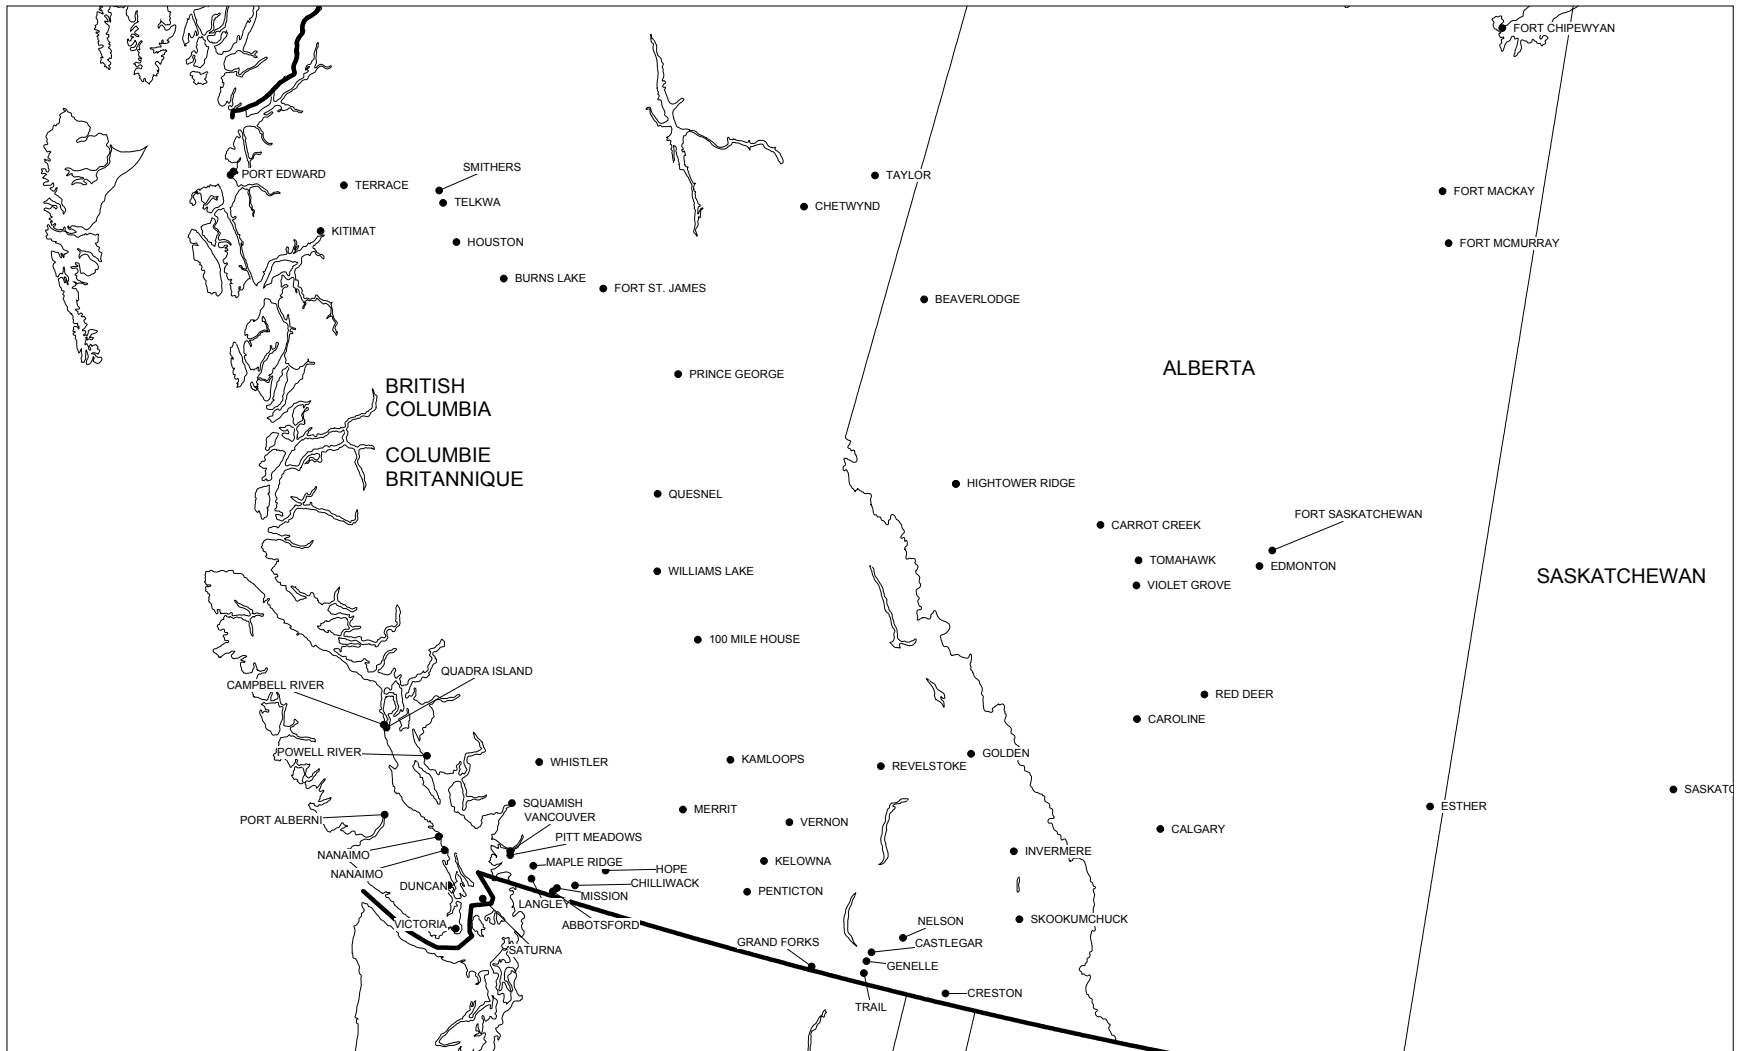 FORT CHIPEWYAN
SMITHERS
PORT EDWARD
TERRACE
TELKWA
TAYLOR
CHETWYND
FORT MACKAY
KITIMAT
HOUSTON
FORT MCMURRAY
BURNS LAKE
FORT ST. JAMES
BEAVERLODGE
ALBERTA
PRINCE GEORGE
BRITISH
COLUMBIA
COLUMBIE
BRITANNIQUE
HIGHTOWER RIDGE
QUESNEL
FORT SASKATCHEWAN
CARROT CREEK
TOMAHAWK
EDMONTON
WILLIAMS LAKE
VIOLET GROVE
SASKATCHEWAN
100 MILE HOUSE
QUADRA ISLAND
CAMPBELL RIVER
RED DEER
CAROLINE
POWELL RIVER
WHISTLER
KAMLOOPS
REVELSTOKE
GOLDEN
SASKATO
SQUAMISH
VANCOUVER
MERRIT
ESTHER
PORT ALBERNI
VERNON
CALGARY
PITT MEADOWS
NANAIMO
INVERMERE
MAPLE RIDGE
HOPE
KELOWNA
NANAIMO
DUNCAN
CHILLIWACK
MISSION
PENTICTON
LANGLEY
VICTORIA
ABBOTSFORD
SKOOKUMCHUCK
NELSON
SATURNA
GRAND FORKS
CASTLEGAR
GENELLE
CRESTON
TRAIL